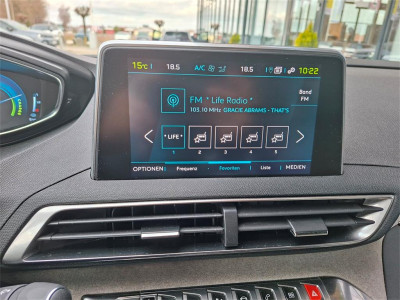 15°C 18.5 A/C 18.5 10:22
FM * Life Radio *
Band
FM
103.10 MHz GRACIE ABRAMS - THAT'S
* LIFE *
1 2 3 4 5
OPTIONEN Frequenz Favoriten Liste MEDIEN